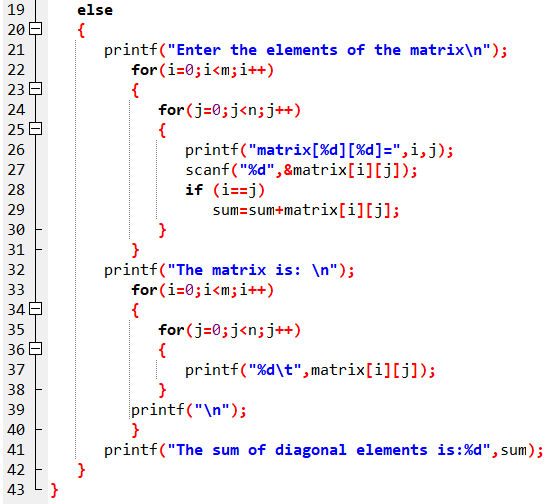 19 else
20 {
21 printf("Enter the elements of the matrix\n");
22 for(i=0;i<m;i++)
23 {
24 for(j=0;j<n;j++)
25 {
26 printf("matrix[%d][%d]=",i,j);
27 scanf("%d",&matrix[i][j]);
28 if (i==j)
29 sum=sum+matrix[i][j];
30 }
31 }
32 printf("The matrix is: \n");
33 for(i=0;i<m;i++)
34 {
35 for(j=0;j<n;j++)
36 {
37 printf("%d\t",matrix[i][j]);
38 }
39 printf("\n");
40 }
41 printf("The sum of diagonal elements is:%d",sum);
42 }
43 }